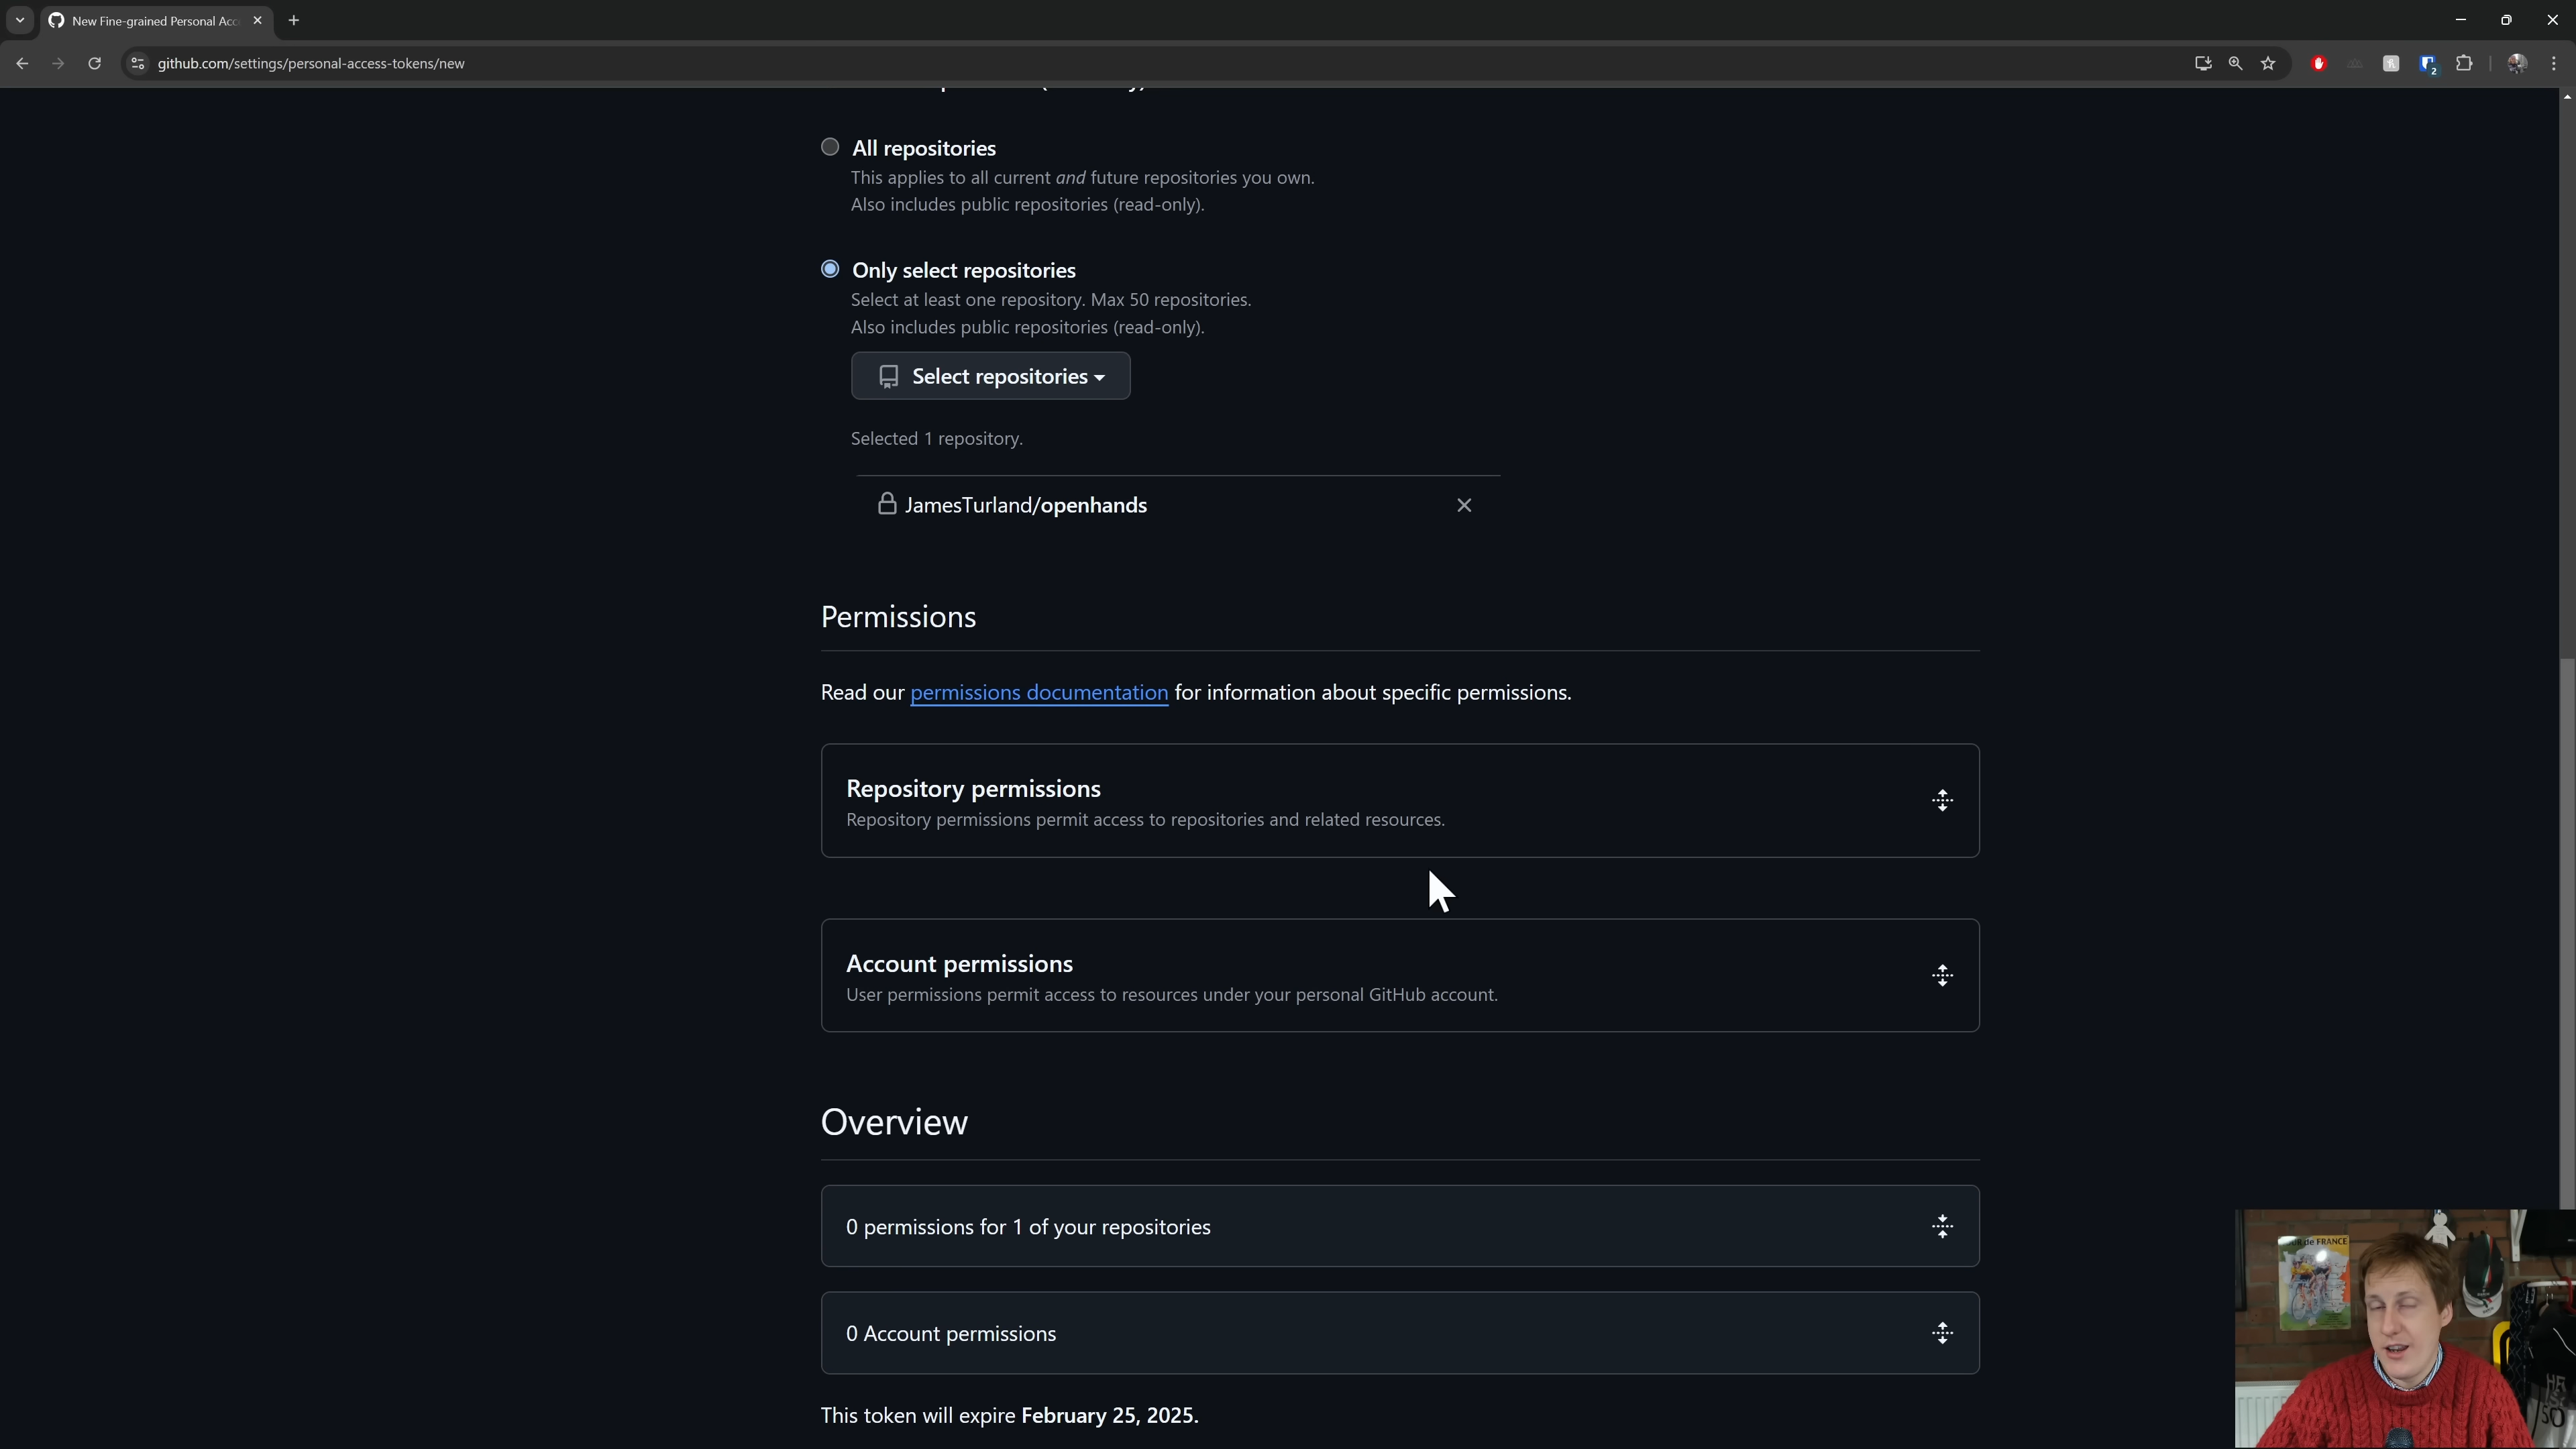 New Fine-grained Personal Acc
github.com/settings/personal-access-tokens/new
2
All repositories
This applies to all current and future repositories you own.
Also includes public repositories (read-only).
Only select repositories
Select at least one repository. Max 50 repositories.
Also includes public repositories (read-only).
Select repositories
Selected 1 repository.
JamesTurland/openhands
Permissions
Read our permissions documentation for information about specific permissions.
Repository permissions
Repository permissions permit access to repositories and related resources.
Account permissions
User permissions permit access to resources under your personal GitHub account.
Overview
0 permissions for 1 of your repositories
0 Account permissions
This token will expire February 25, 2025.
de FRANCE